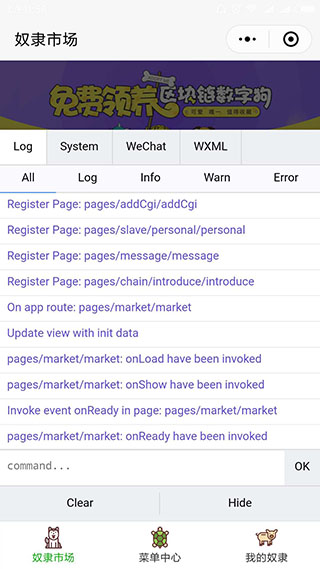 奴隶市场
免费领养区块链数字狗
可爱 唯一 值得收藏
Log System WeChat WXML
All Log Info Warn Error
Register Page: pages/addCgi/addCgi
Register Page: pages/slave/personal/personal
Register Page: pages/message/message
Register Page: pages/chain/introduce/introduce
On app route: pages/market/market
Update view with init data
pages/market/market: onLoad have been invoked
pages/market/market: onShow have been invoked
Invoke event onReady in page: pages/market/market
pages/market/market: onReady have been invoked
command... OK
Clear Hide
奴隶市场 菜单中心 我的奴隶